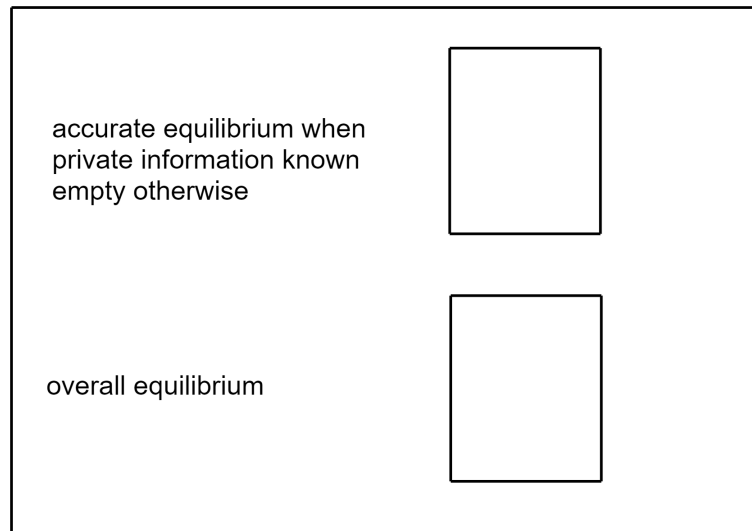 accurate equilibrium when
private information known
empty otherwise
overall equilibrium